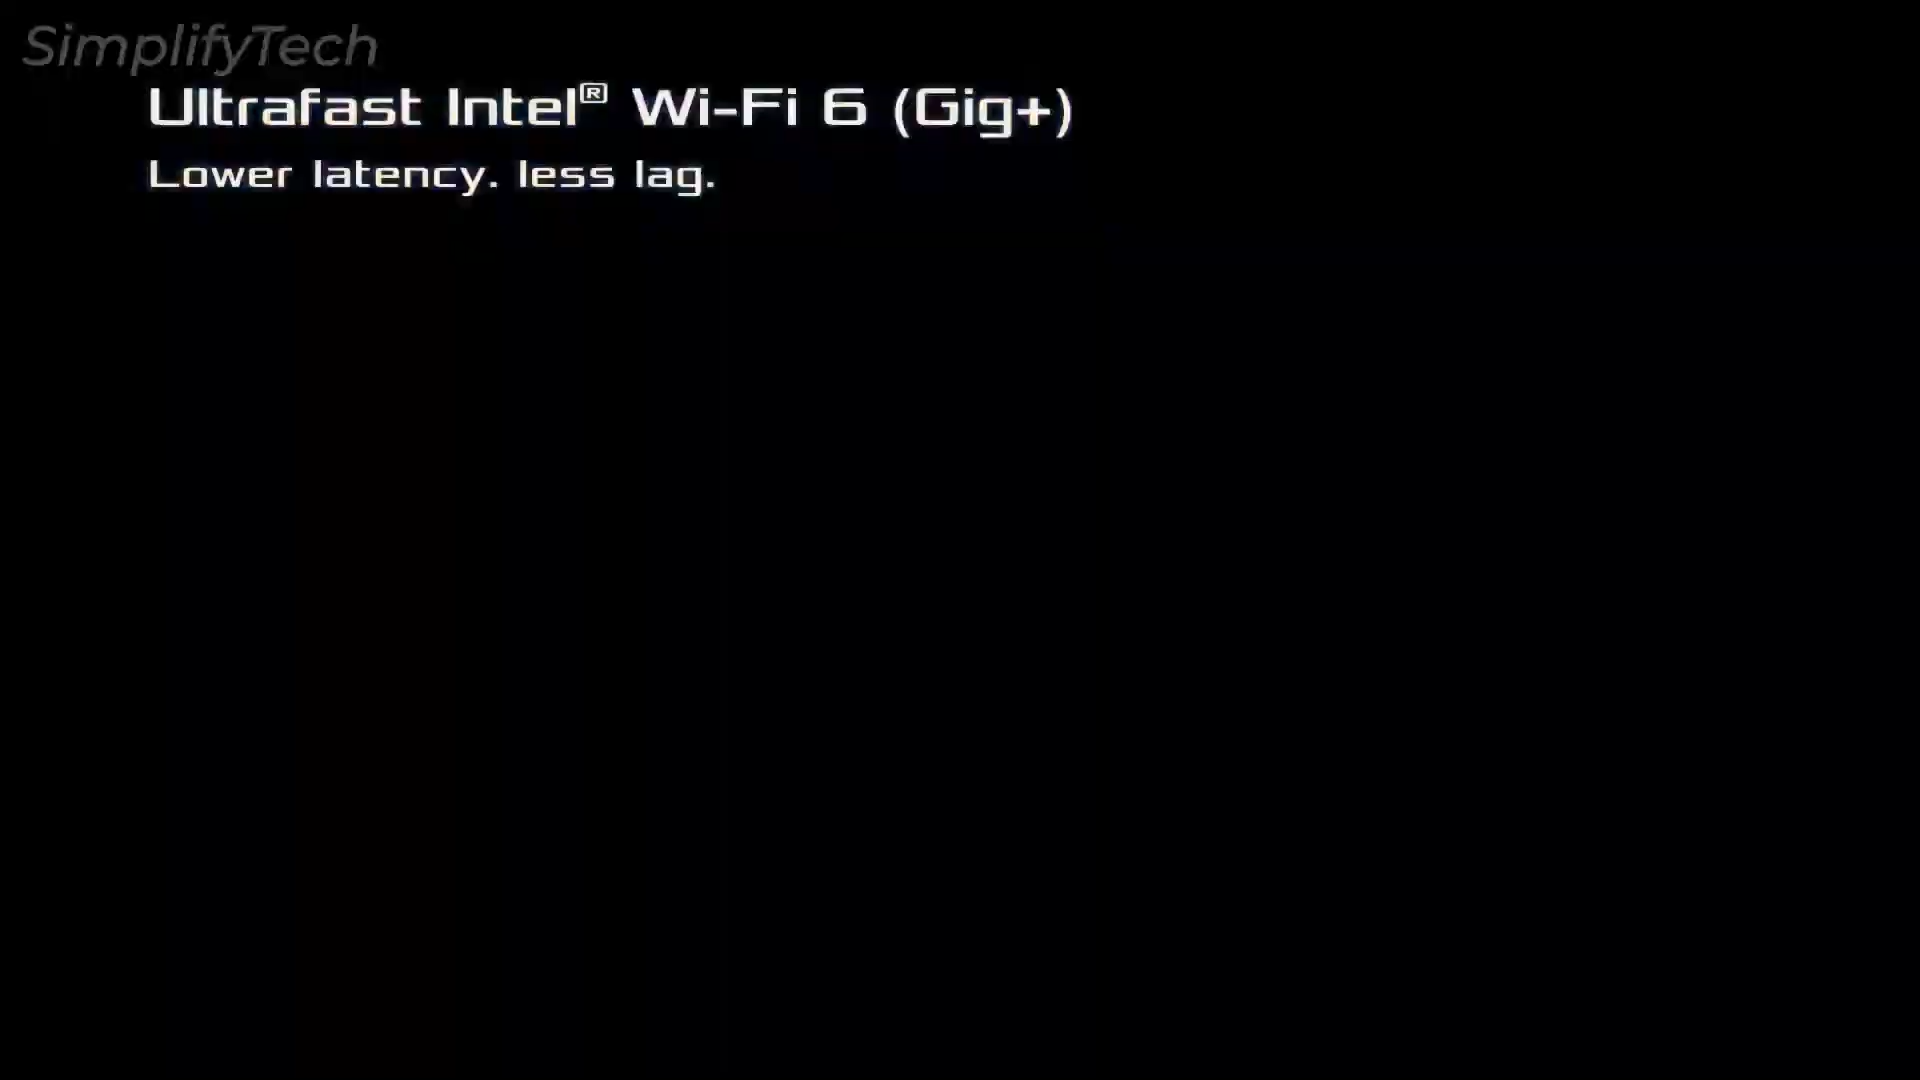 SimplifyTech
Ultrafast Intel® Wi-Fi 6 (Gig+)
Lower latency. less lag.